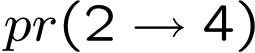 pr(2 → 4)